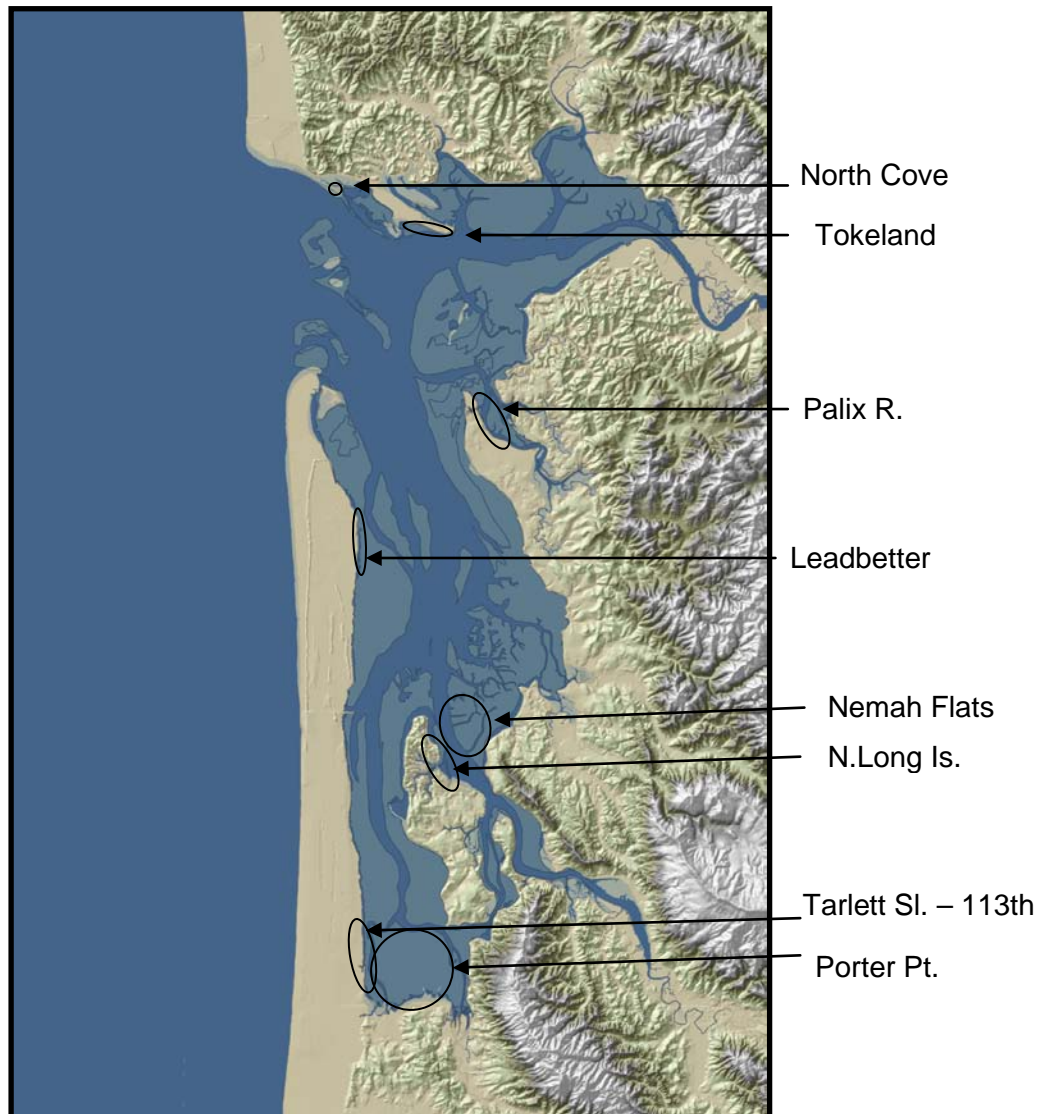 North Cove
Tokeland
Palix R.
Leadbetter
Nemah Flats
N.Long Is.
Tarlett Sl. – 113th
Porter Pt.